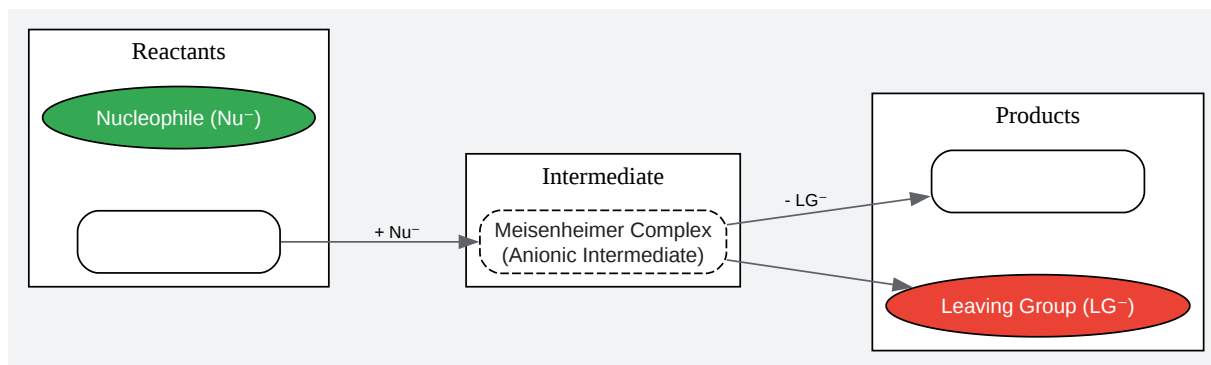 Reactants
Nucleophile (Nu⁻)
+ Nu⁻
Intermediate
Meisenheimer Complex
(Anionic Intermediate)
- LG⁻
Products
Leaving Group (LG⁻)